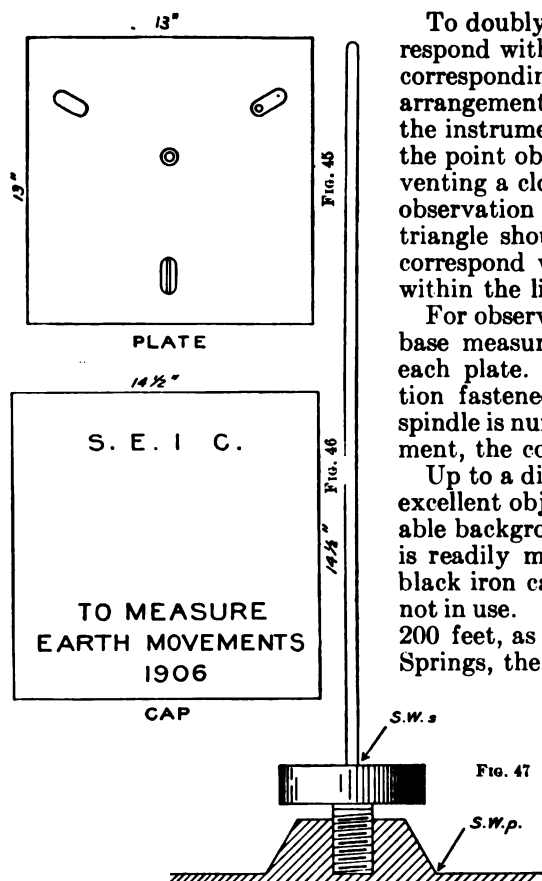 13"
13"
FIG. 45
PLATE
14½"
S. E. I C.
FIG. 46
14½"
TO MEASURE
EARTH MOVEMENTS
1906
CAP
To doubly
respond with
correspondin
arrangement
the instrume
the point ob
venting a clo
observation
triangle shou
correspond v
within the li
For observ
base measur
each plate.
tion fastene
spindle is nu
ment, the co
Up to a di
excellent obj
able backgro
is readily m
black iron ca
not in use.
200 feet, as
Springs, the
S.W.s
FIG. 47
S.W.p.